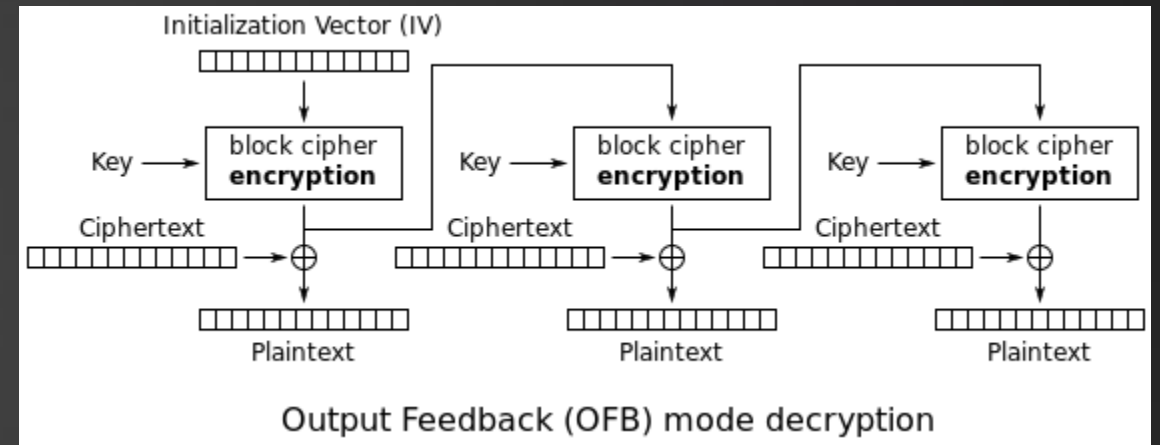 Initialization Vector (IV)
Key
block cipher
encryption
Key
block cipher
encryption
Key
block cipher
encryption
Ciphertext
Ciphertext
Ciphertext
Plaintext
Plaintext
Plaintext
Output Feedback (OFB) mode decryption